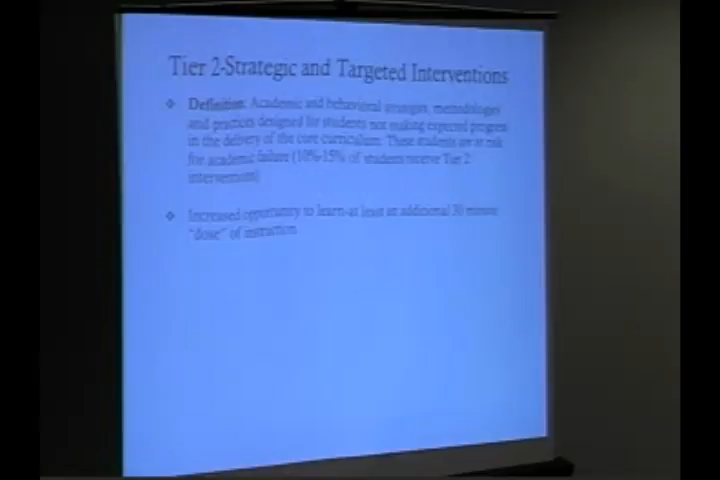 Tier 2-Strategic and Targeted Interventions
Definition: Academic and behavioral strategies, methodologies
and practices designed for students not making expected progress
in the delivery of the core curriculum. These students are at risk
for academic failure (10%-15% of students receive Tier 2
intervention)
Increased opportunity to learn-at least an additional 30 minute
"dose" of instruction